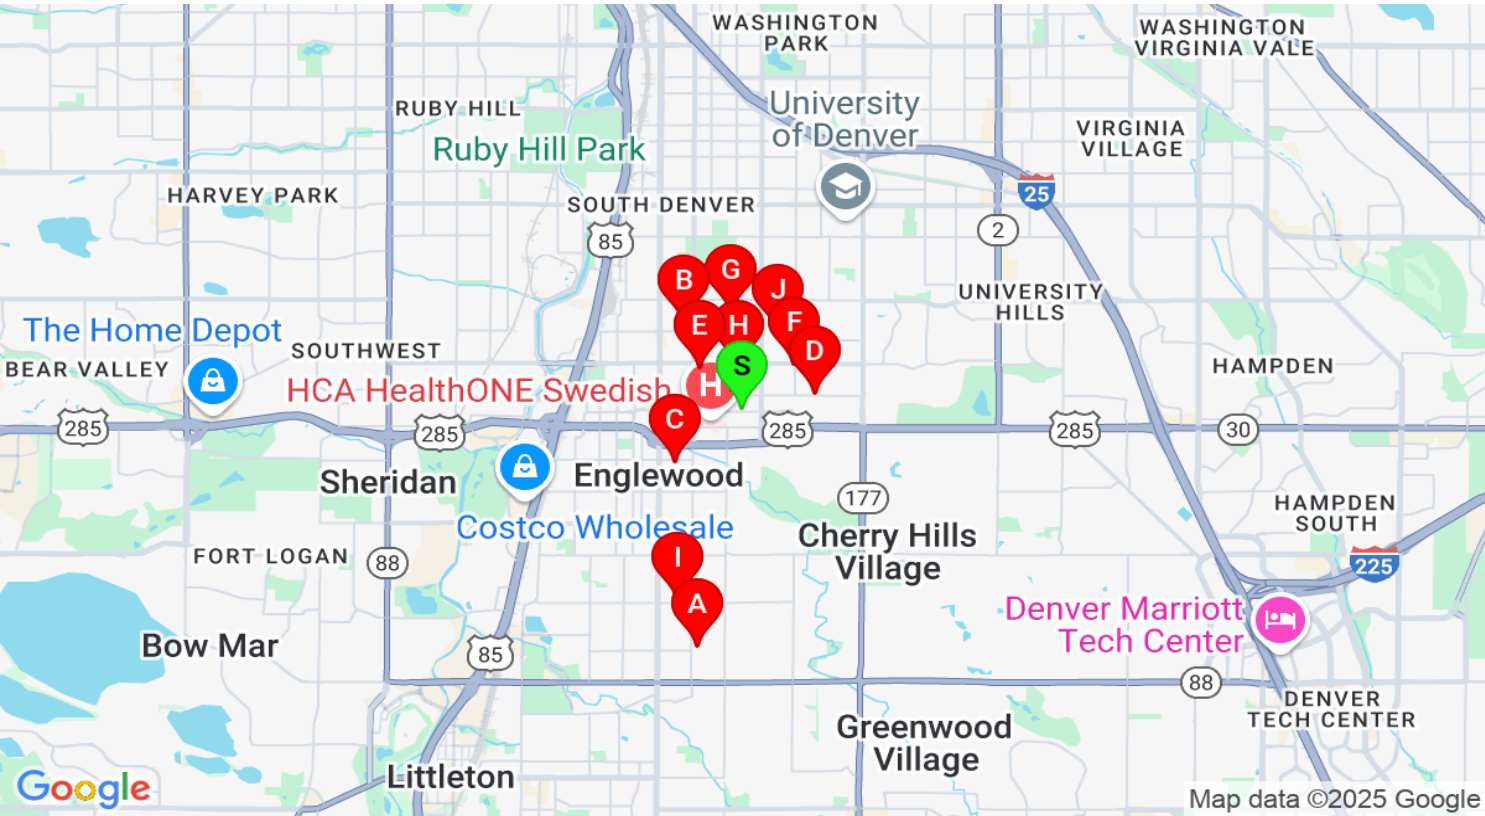 WASHINGTON
PARK
WASHINGTON
VIRGINIA VALE
RUBY HILL
University
of Denver
Ruby Hill Park
VIRGINIA
VILLAGE
HARVEY PARK
25
SOUTH DENVER
85
2
B
G
J
UNIVERSITY
HILLS
The Home Depot
E
H
F
SOUTHWEST
D
BEAR VALLEY
HAMPDEN
HCA HealthONE Swedish
H
S
C
285
285
285
285
30
Sheridan
Englewood
177
HAMPDEN
SOUTH
Costco Wholesale
Cherry Hills
Village
FORT LOGAN
88
I
225
A
Denver Marriott
Tech Center
Bow Mar
85
88
DENVER
TECH CENTER
Greenwood
Village
Littleton
Google
Map data ©2025 Google